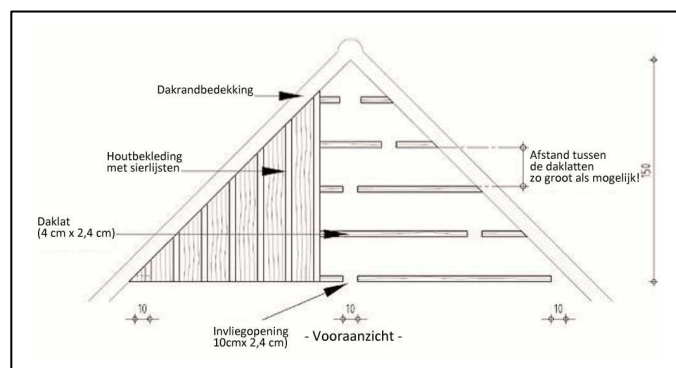 Dakrandbedekking
Houtbekleding
met sierlijsten
Afstand tussen
de daklatten
zo groot als mogelijk!
150
Daklat
(4 cm x 2,4 cm)
10
10
10
Invliegopening
10cmx 2,4 cm)
- Vooraanzicht -